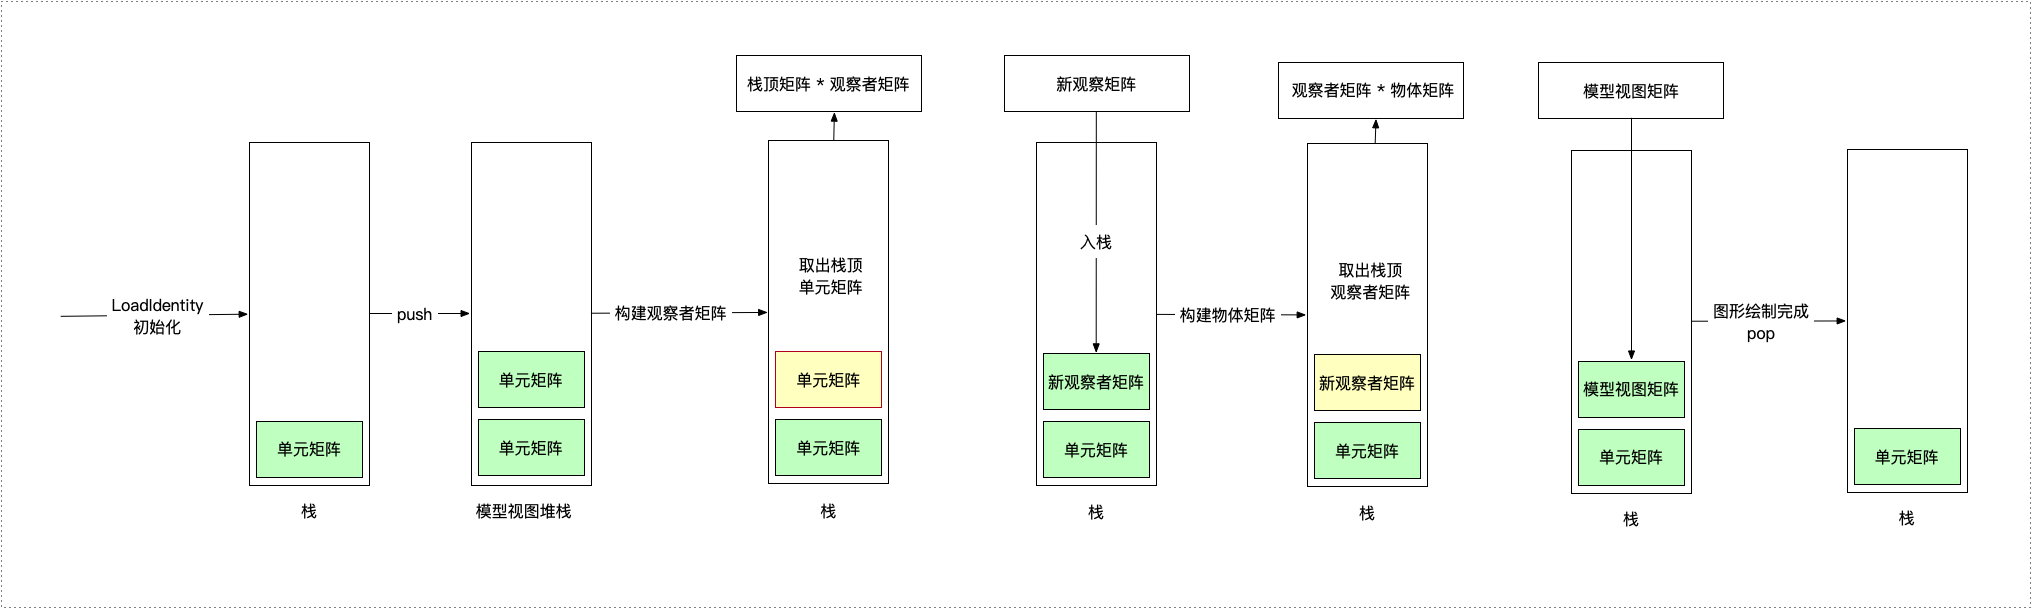 LoadIdentity
初始化
单元矩阵
栈
push
单元矩阵
单元矩阵
模型视图堆栈
构建观察者矩阵
栈顶矩阵 * 观察者矩阵
取出栈顶
单元矩阵
单元矩阵
单元矩阵
栈
新观察矩阵
入栈
新观察者矩阵
单元矩阵
栈
构建物体矩阵
观察者矩阵 * 物体矩阵
取出栈顶
观察者矩阵
新观察者矩阵
单元矩阵
栈
模型视图矩阵
模型视图矩阵
单元矩阵
栈
图形绘制完成
pop
单元矩阵
栈